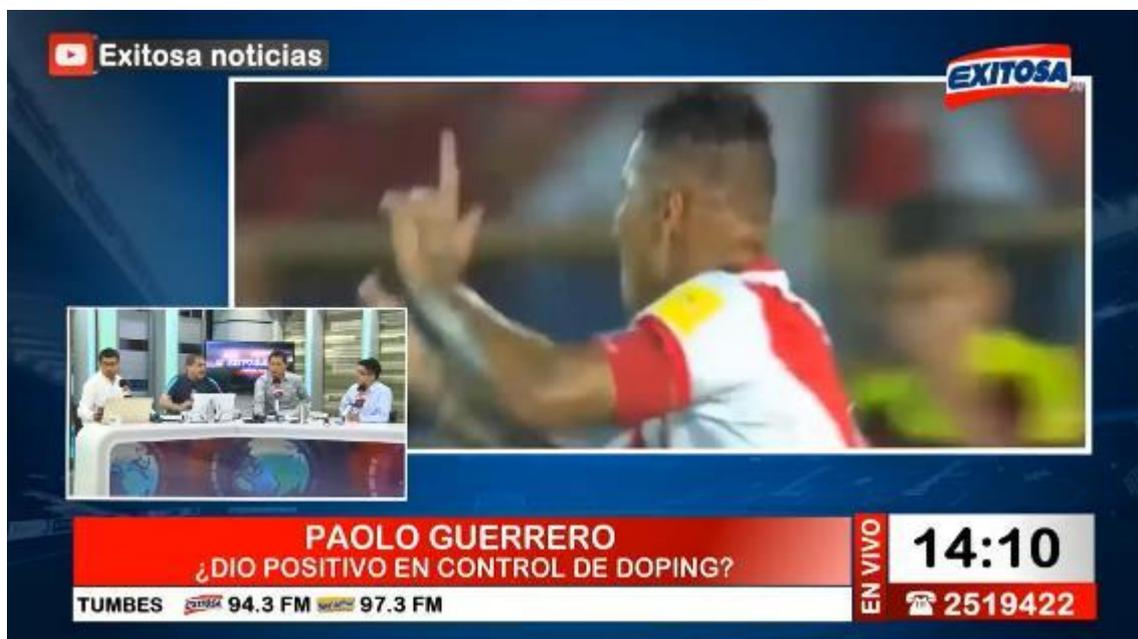 Exitosa noticias
EXITOSA
PAOLO GUERRERO
¿DIO POSITIVO EN CONTROL DE DOPING?
TUMBES EXITOSA 94.3 FM 97.3 FM
EN VIVO
14:10
2519422